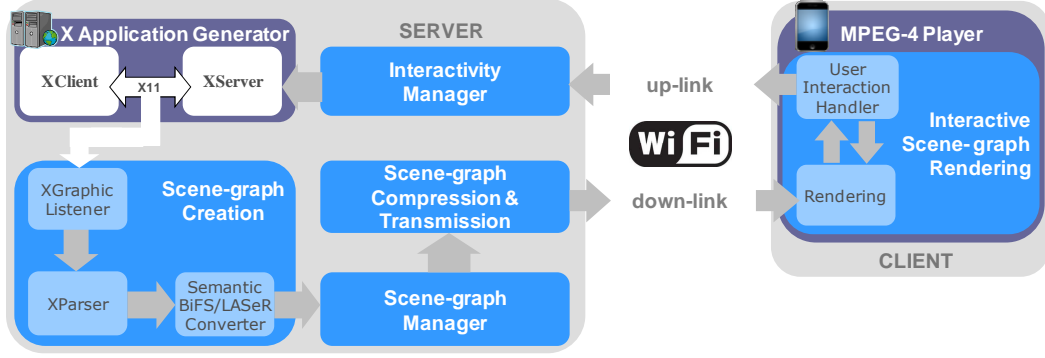 X Application Generator
XClient
X11
XServer
SERVER
Interactivity
Manager
XGraphic
Listener
Scene-graph
Creation
XParser
Semantic
BiFS/LASeR
Converter
Scene-graph
Compression &
Transmission
Scene-graph
Manager
up-link
WiFi
down-link
MPEG-4 Player
User
Interaction
Handler
Interactive
Scene- graph
Rendering
Rendering
CLIENT